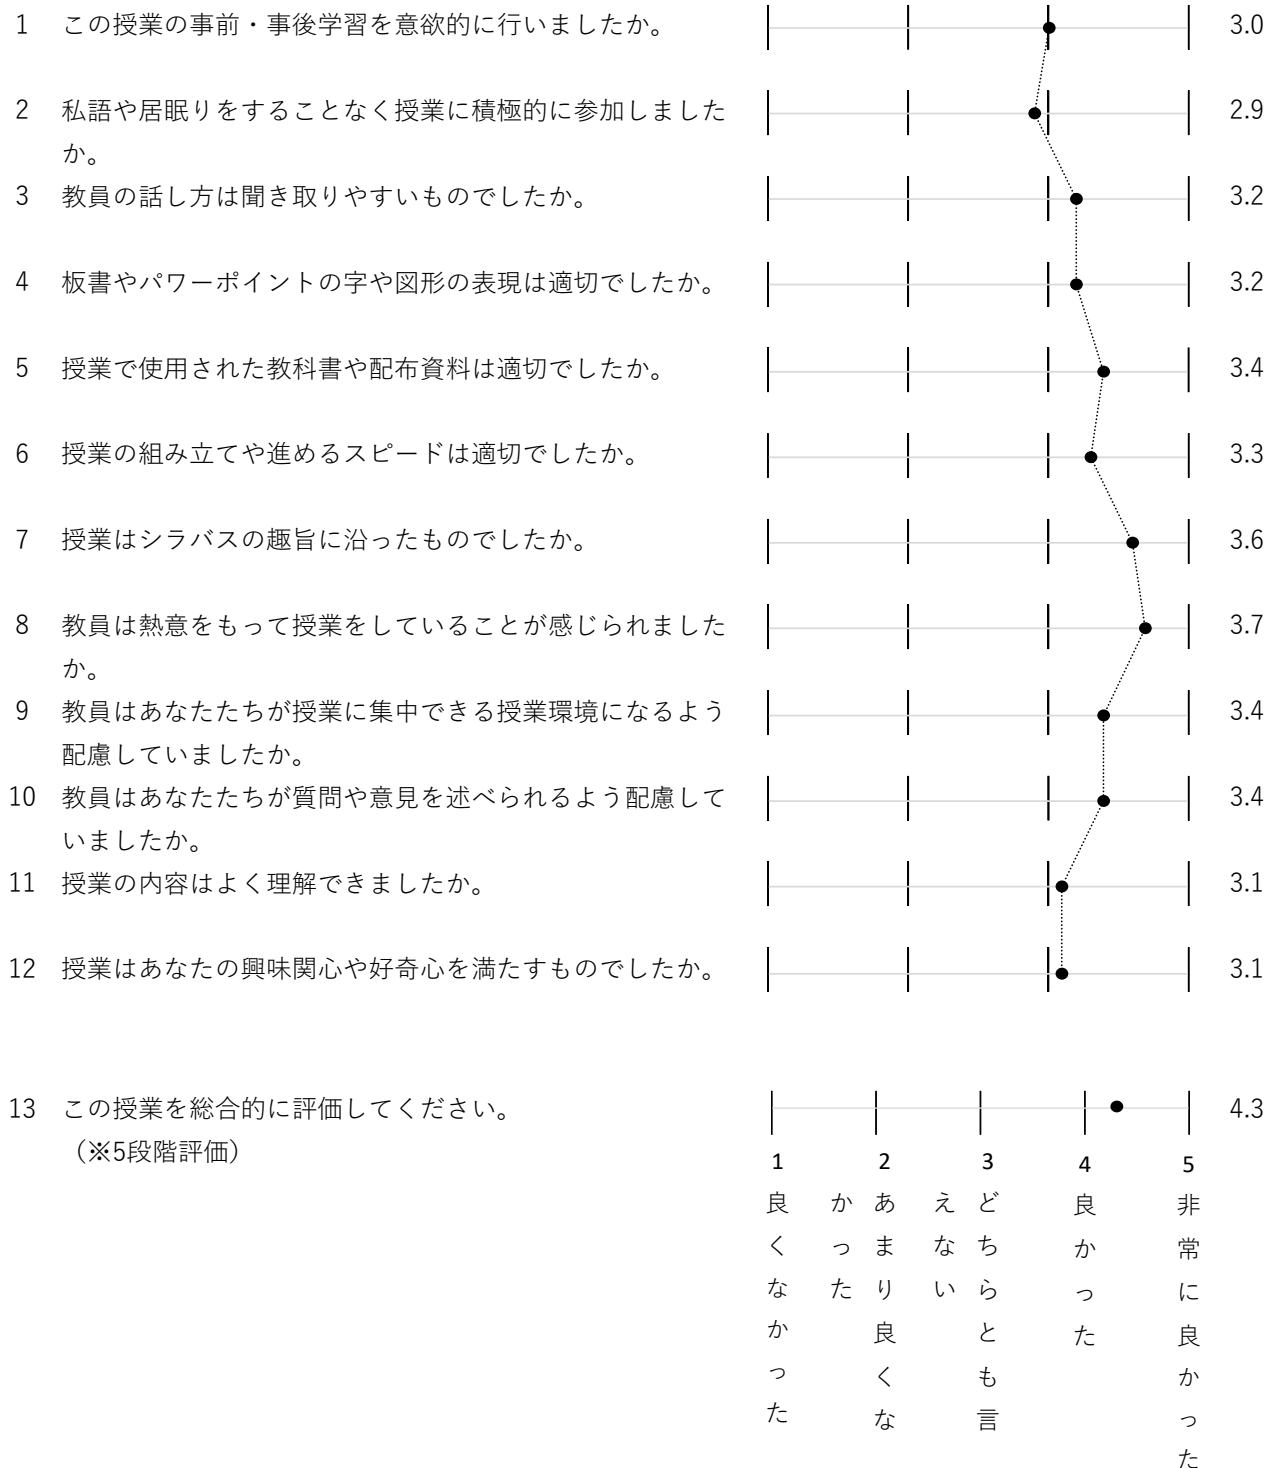 1 この授業の事前・事後学習を意欲的に行いましたか。 3.0
2 私語や居眠りをすることなく授業に積極的に参加しました 2.9
か。
3 教員の話し方は聞き取りやすいものでしたか。 3.2
4 板書やパワーポイントの字や図形の表現は適切でしたか。 3.2
5 授業で使用された教科書や配布資料は適切でしたか。 3.4
6 授業の組み立てや進めるスピードは適切でしたか。 3.3
7 授業はシラバスの趣旨に沿ったものでしたか。 3.6
8 教員は熱意をもって授業をしていることが感じられました 3.7
か。
9 教員はあなたたちが授業に集中できる授業環境になるよう 3.4
配慮していましたか。
10 教員はあなたたちが質問や意見を述べられるよう配慮して 3.4
いましたか。
11 授業の内容はよく理解できましたか。 3.1
12 授業はあなたの興味関心や好奇心を満たすものでしたか。 3.1
13 この授業を総合的に評価してください。 4.3
（※5段階評価）
1 2 3 4 5
良くなかった
あまり良くな
かった
どちらとも言
えない
良かった
非常に良かった